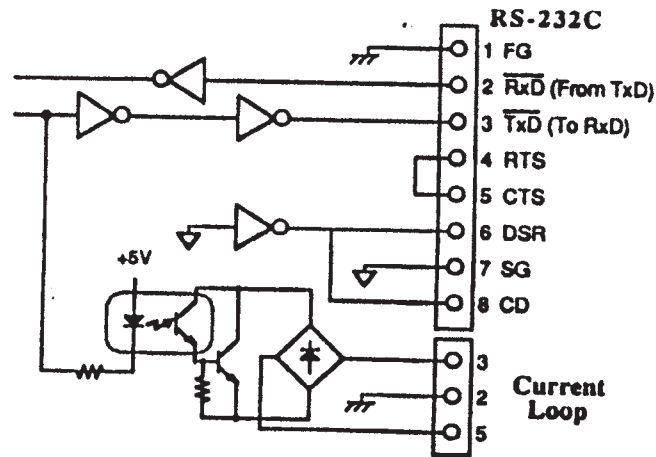 RS-232C
1 FG
2 RxD (From TxD)
3 TxD (To RxD)
4 RTS
5 CTS
6 DSR
7 SG
8 CD
+5V
3
2
5
Current
Loop